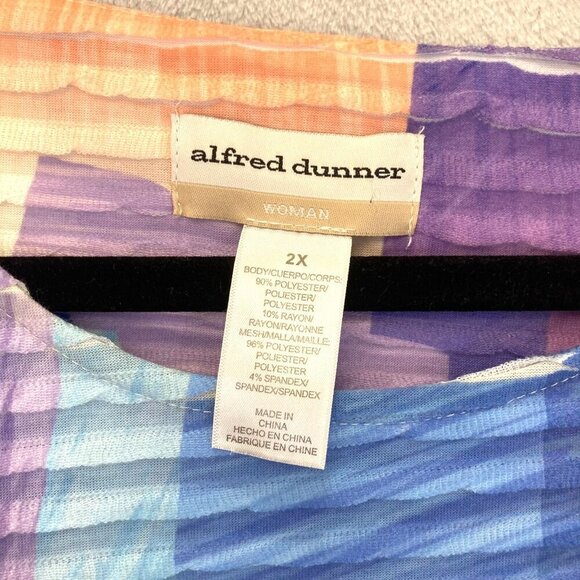 alfred dunner
WOMAN
2X
BODY/CUERPO/CORPS:
90% POLYESTER/
POLIESTER/
POLYESTER
10% RAYON/
RAYON/RAYONNE
MESH/MALLA/MAILLE:
96% POLYESTER/
POLIESTER/
POLYESTER
4% SPANDEX/
SPANDEX/SPANDEX
MADE IN
CHINA
HECHO EN CHINA
FABRIQUE EN CHINE